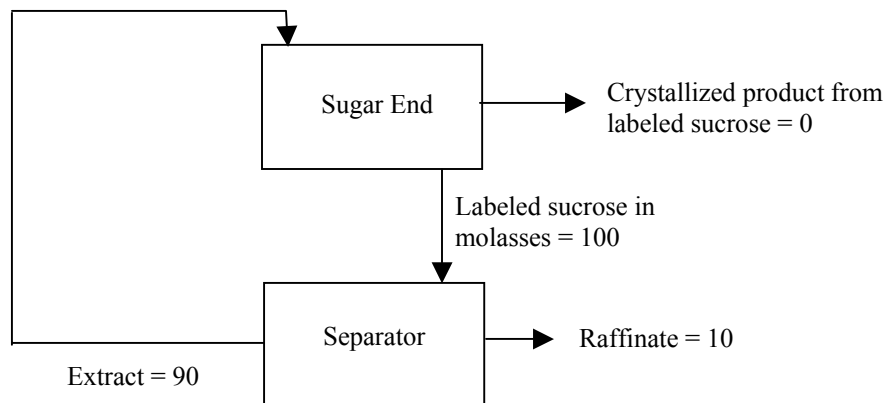 Sugar End
Crystallized product from
labeled sucrose = 0
Labeled sucrose in
molasses = 100
Separator
Raffinate = 10
Extract = 90